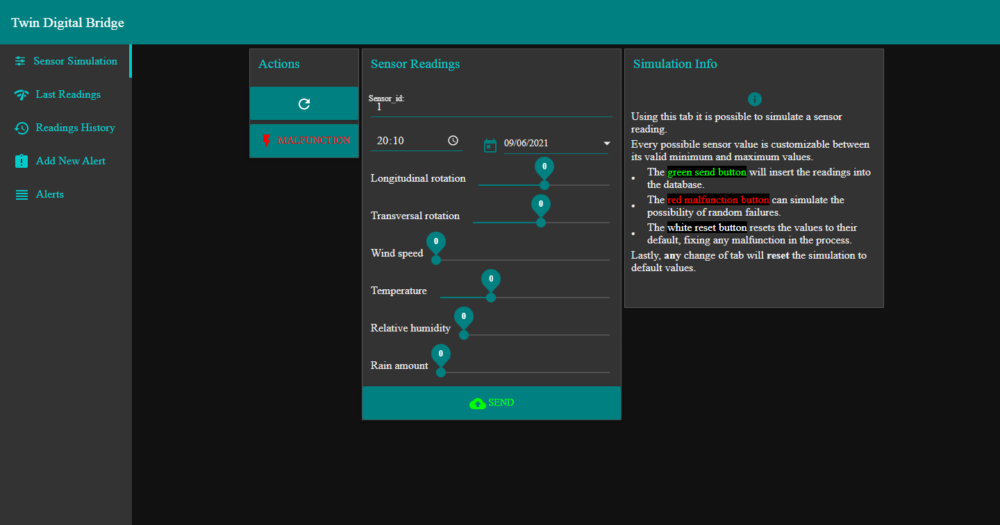 Twin Digital Bridge
Sensor Simulation
Last Readings
Readings History
Add New Alert
Alerts
Actions
MALFUNCTION
Sensor Readings
Sensor_id:
1
20:10
09/06/2021
0
Longitudinal rotation
0
Transversal rotation
0
Wind speed
0
Temperature
0
Relative humidity
0
Rain amount
SEND
Simulation Info
Using this tab it is possible to simulate a sensor
reading.
Every possibile sensor value is customizable between
its valid minimum and maximum values.
• The green send button will insert the readings into
the database.
• The red malfunction button can simulate the
possibility of random failures.
• The white reset button resets the values to their
default, fixing any malfunction in the process.
Lastly, any change of tab will reset the simulation to
default values.